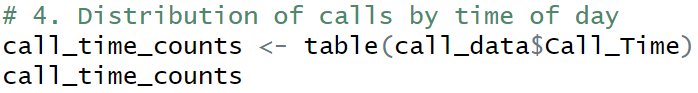 # 4. Distribution of calls by time of day
call_time_counts <- table(call_data$Call_Time)
call_time_counts